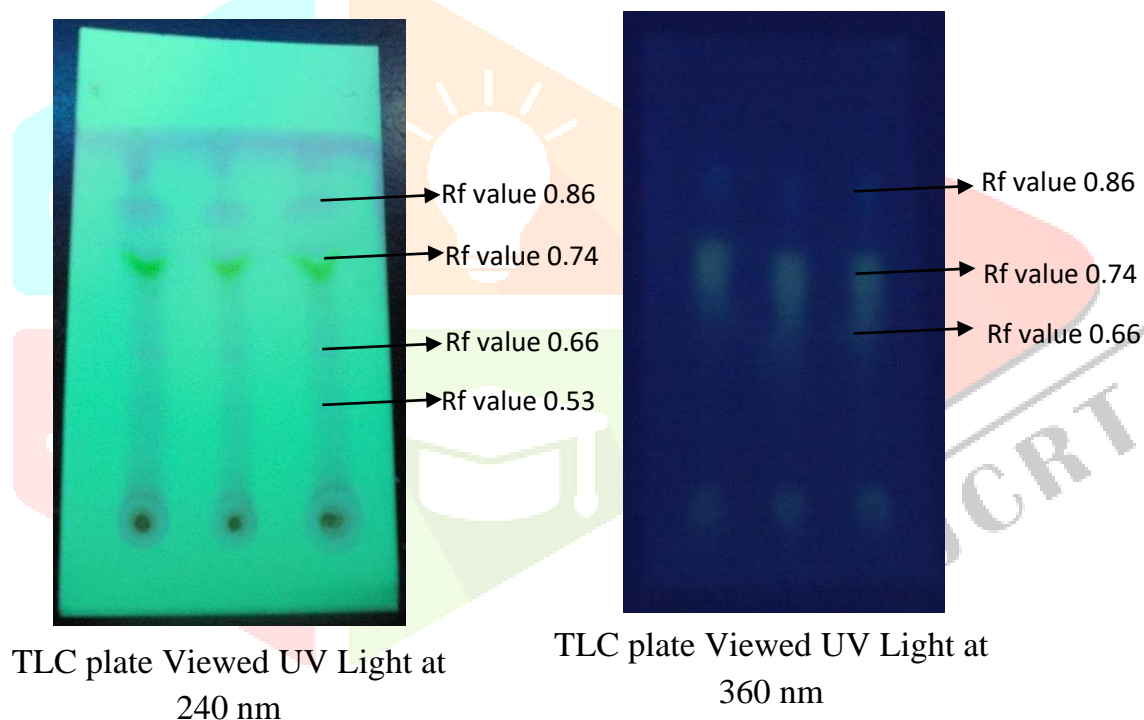 Rf value 0.86
Rf value 0.74
Rf value 0.66
Rf value 0.53
TLC plate Viewed UV Light at
240 nm
Rf value 0.86
Rf value 0.74
Rf value 0.66
TLC plate Viewed UV Light at
360 nm
CRT